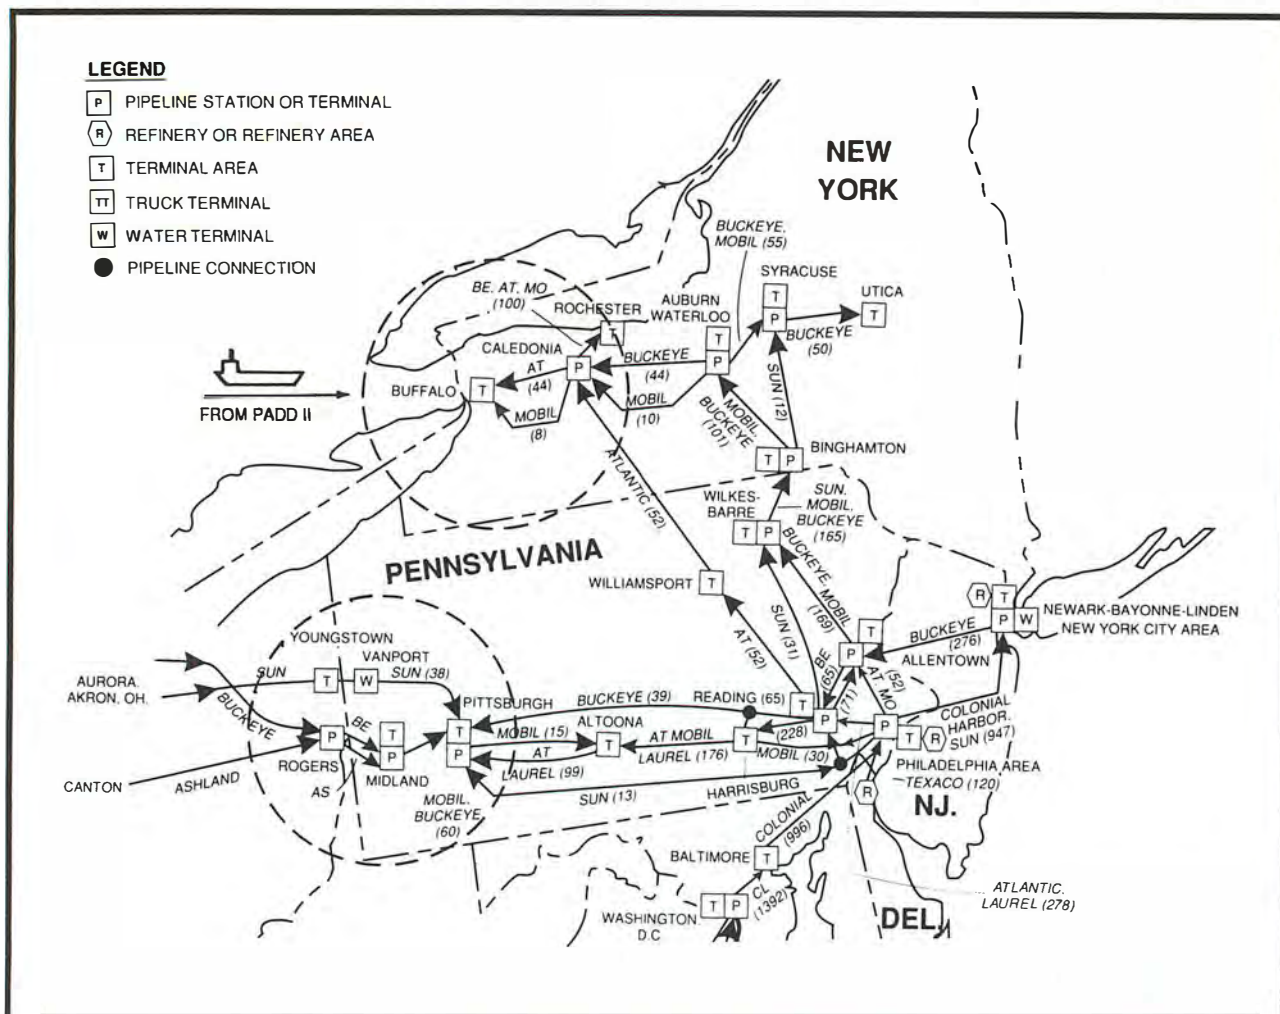 LEGEND
P PIPELINE STATION OR TERMINAL
R REFINERY OR REFINERY AREA
T TERMINAL AREA
TT TRUCK TERMINAL
W WATER TERMINAL
PIPELINE CONNECTION
NEW
YORK
BUCKEYE,
MOBIL (55)
SYRACUSE
T
P
UTICA
T
BUCKEYE
(50)
BE. AT. MO
(100)
ROCHESTER
T
AUBURN
WATERLOO
T
P
CALEDONIA
P
BUCKEYE
(44)
AT
(44)
BUFFALO
T
MOBIL
(8)
MOBIL
(10)
FROM PADD II
SUN (12)
MOBIL,
BUCKEYE
(101)
BINGHAMTON
T P
ATLANTIC (52)
WILKES-
BARRE
T P
SUN.
MOBIL,
BUCKEYE
(165)
PENNSYLVANIA
WILLIAMSPORT
T
BUCKEYE, MOBIL
(169)
SUN (31)
AT (52)
R T
P W
NEWARK-BAYONNE-LINDEN
NEW YORK CITY AREA
BUCKEYE
(276)
T
P
ALLENTOWN
BE
(65)
(71)
AT. MO
(52)
YOUNGSTOWN
VANPORT
T W
SUN
SUN (38)
AURORA.
AKRON, OH.
BUCKEYE
PITTSBURGH
T
P
BUCKEYE (39)
READING (65)
T
P
MOBIL (15)
ALTOONA
T
AT MOBIL
LAUREL (176)
(228)
T
MOBIL (30)
P
T R
COLONIAL
HARBOR.
SUN (947)
PHILADELPHIA AREA
TEXACO (120)
BE
P
ROGERS
T
P
MIDLAND
AS
AT
LAUREL (99)
CANTON
ASHLAND
MOBIL,
BUCKEYE
(60)
SUN (13)
HARRISBURG
R
NJ.
COLONIAL
(996)
BALTIMORE
T
CL
(1392)
T P
WASHINGTON
D.C
DEL.
ATLANTIC.
LAUREL (278)